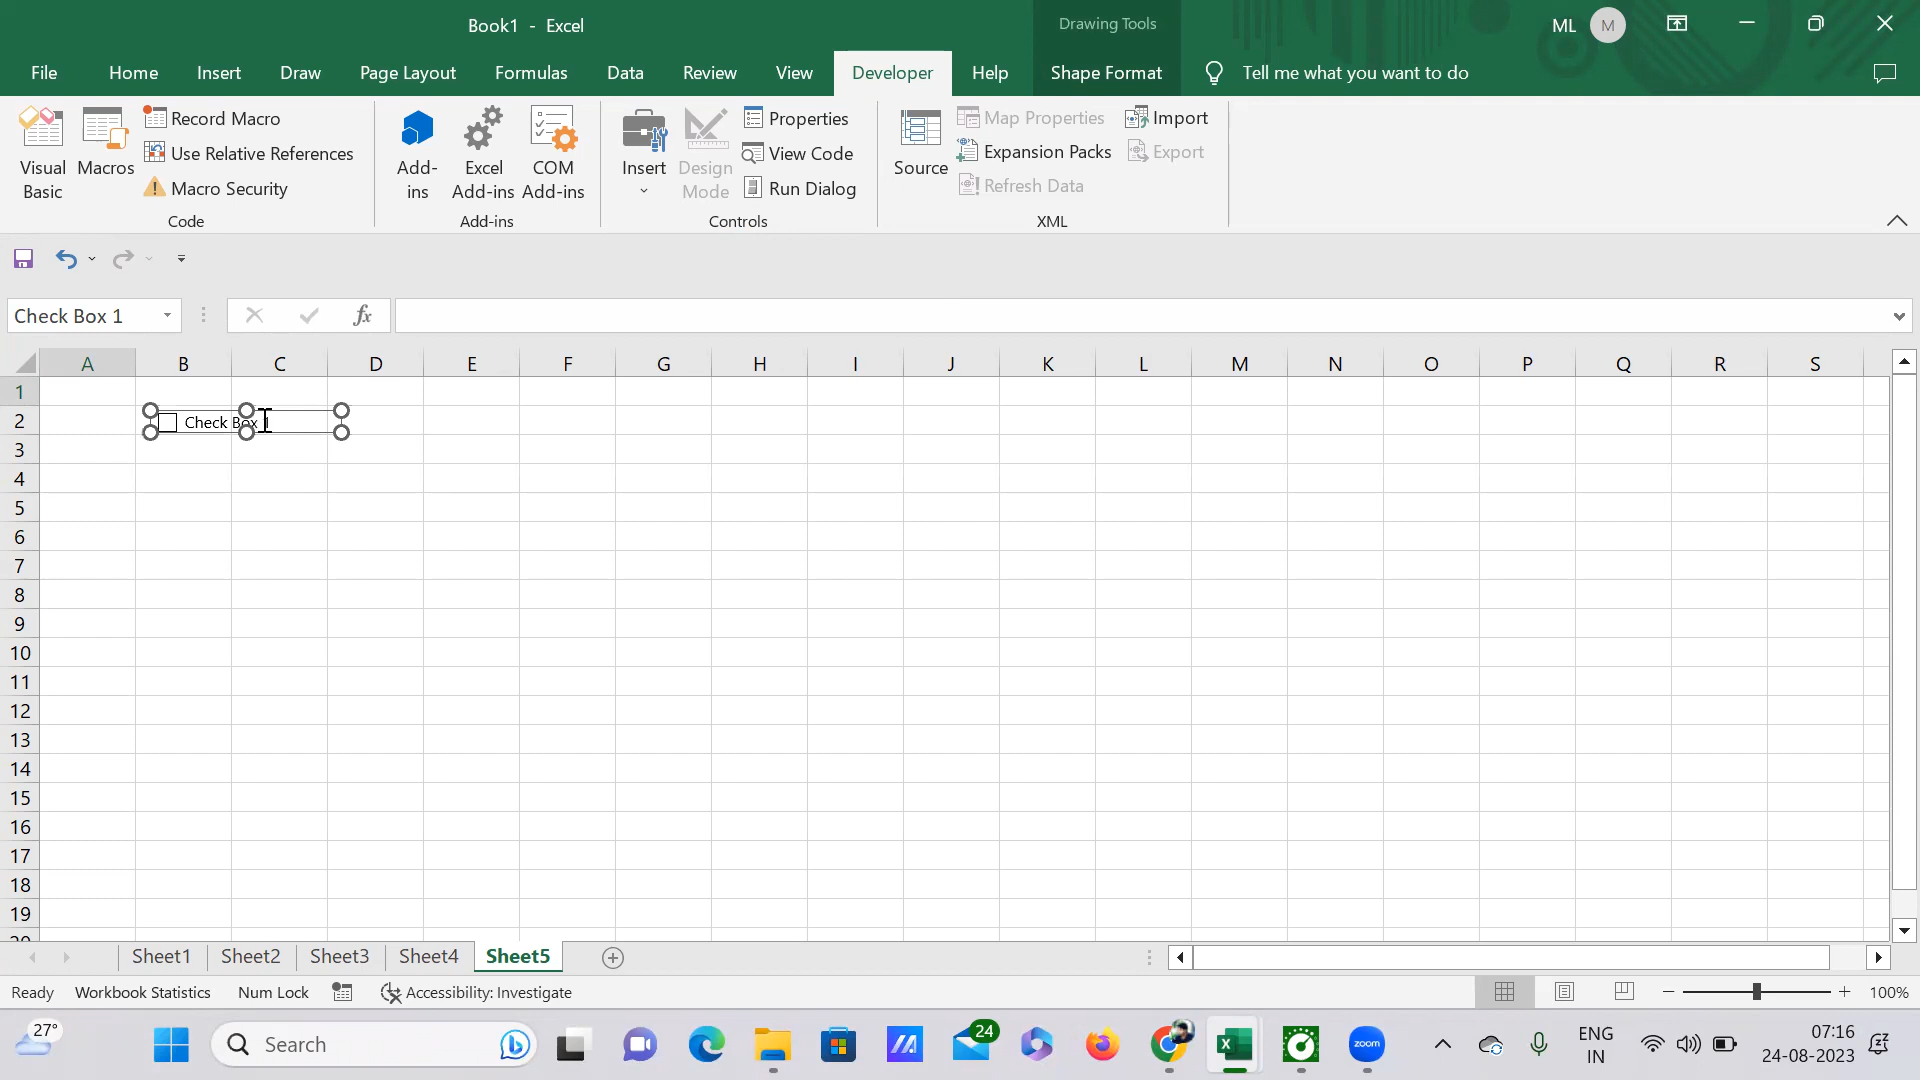 Book1 - Excel
Drawing Tools
ML M
File Home Insert Draw Page Layout Formulas Data Review View Developer Help Shape Format Tell me what you want to do
Visual Basic
Macros
Record Macro
Use Relative References
Macro Security
Code
Add-ins
Excel Add-ins
COM Add-ins
Add-ins
Insert
Design Mode
Properties
View Code
Run Dialog
Controls
Source
Map Properties
Expansion Packs
Refresh Data
Import
Export
XML
Check Box 1
fx
A B C D E F G H I J K L M N O P Q R S
1
2 Check Box 1
3
4
5
6
7
8
9
10
11
12
13
14
15
16
17
18
19
Sheet1 Sheet2 Sheet3 Sheet4 Sheet5
Ready Workbook Statistics Num Lock Accessibility: Investigate 100%
27° Search 24 zoom ENG IN 07:16 24-08-2023